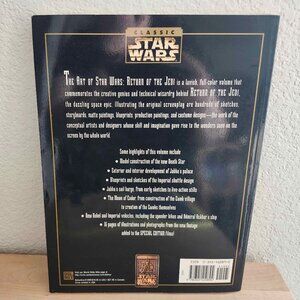 CLASSIC
STAR
WARS
The Art of Star Wars: Return of the Jedi is a lavish, full-color volume that
commemorates the creative genius and technical wizardry behind Return of the Jedi,
the dazzling space epic. Illustrating the original screenplay are hundreds of sketches,
storyboards, matte paintings, blueprints, production paintings, and costume designs—the work of
the conceptual artists and designers whose skill and imagination gave rise to the wonders seen on the
screen by the whole world.
Some highlights of this volume include
• Model construction of the new Death Star
• Exterior and interior development of Jabba's palace
• Blueprints and sketches of the Imperial shuttle design
• Jabba's sail barge, from early sketches to live-action stills
• The Moon of Endor, from construction of the Ewok village
to creation of the Ewoks themselves
• New Rebel and Imperial vehicles, including the speeder bikes and Admiral Ackbar's ship
• 16 pages of illustrations and photographs from the new footage
added to the SPECIAL EDITION films!